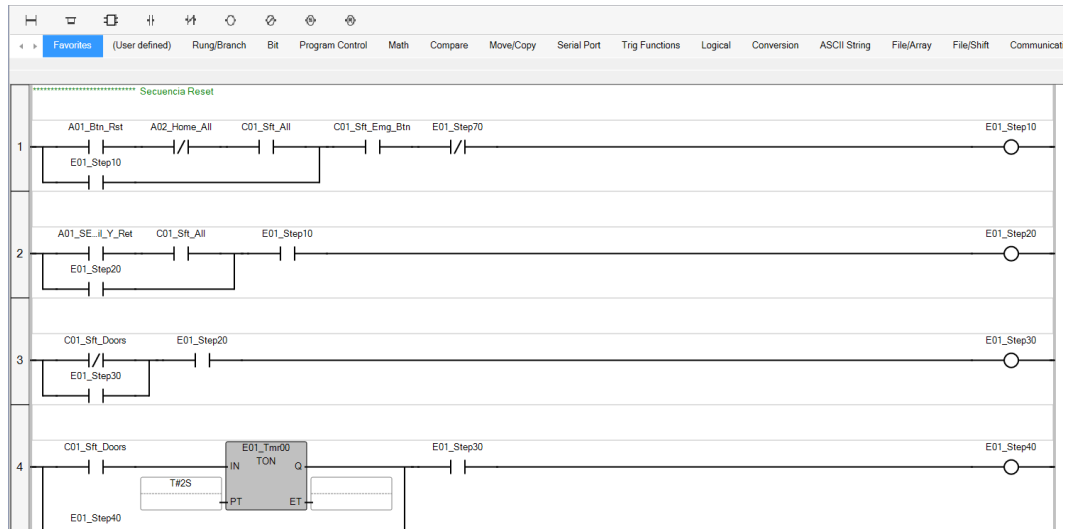 Favorites (User defined) Rung/Branch Bit Program Control Math Compare Move/Copy Serial Port Trig Functions Logical Conversion ASCII String File/Array File/Shift Communicat
**************************** Secuencia Reset
A01_Btn_Rst A02_Home_All C01_Sft_All C01_Sft_Emg_Btn E01_Step70 E01_Step10
1
E01_Step10
A01_SE...il_Y_Ret C01_Sft_All E01_Step10 E01_Step20
2
E01_Step20
C01_Sft_Doors E01_Step20 E01_Step30
3
E01_Step30
C01_Sft_Doors E01_Tmr00 E01_Step30 E01_Step40
4
IN TON Q
T#2S
PT ET
E01_Step40